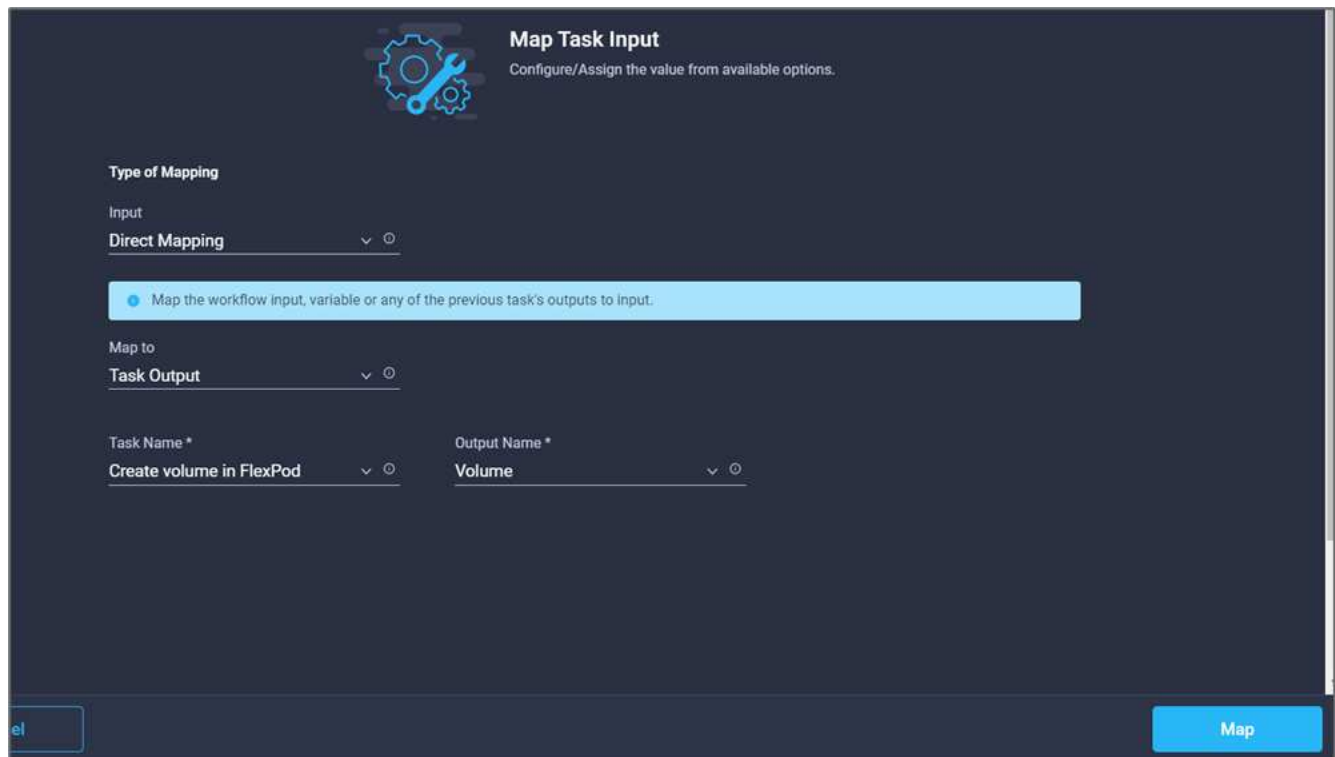 Map Task Input
Configure/Assign the value from available options.
Type of Mapping
Input
Direct Mapping
Map the workflow input, variable or any of the previous task's outputs to input.
Map to
Task Output
Task Name *
Output Name *
Create volume in FlexPod
Volume
el
Map